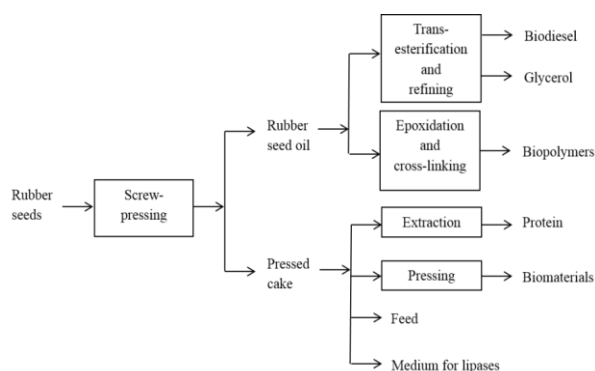 Trans-
esterification
and
refining
Biodiesel
Glycerol
Rubber
seed oil
Epoxidation
and
cross-linking
Biopolymers
Rubber
seeds
Screw-
pressing
Extraction
Protein
Pressed
cake
Pressing
Biomaterials
Feed
Medium for lipases